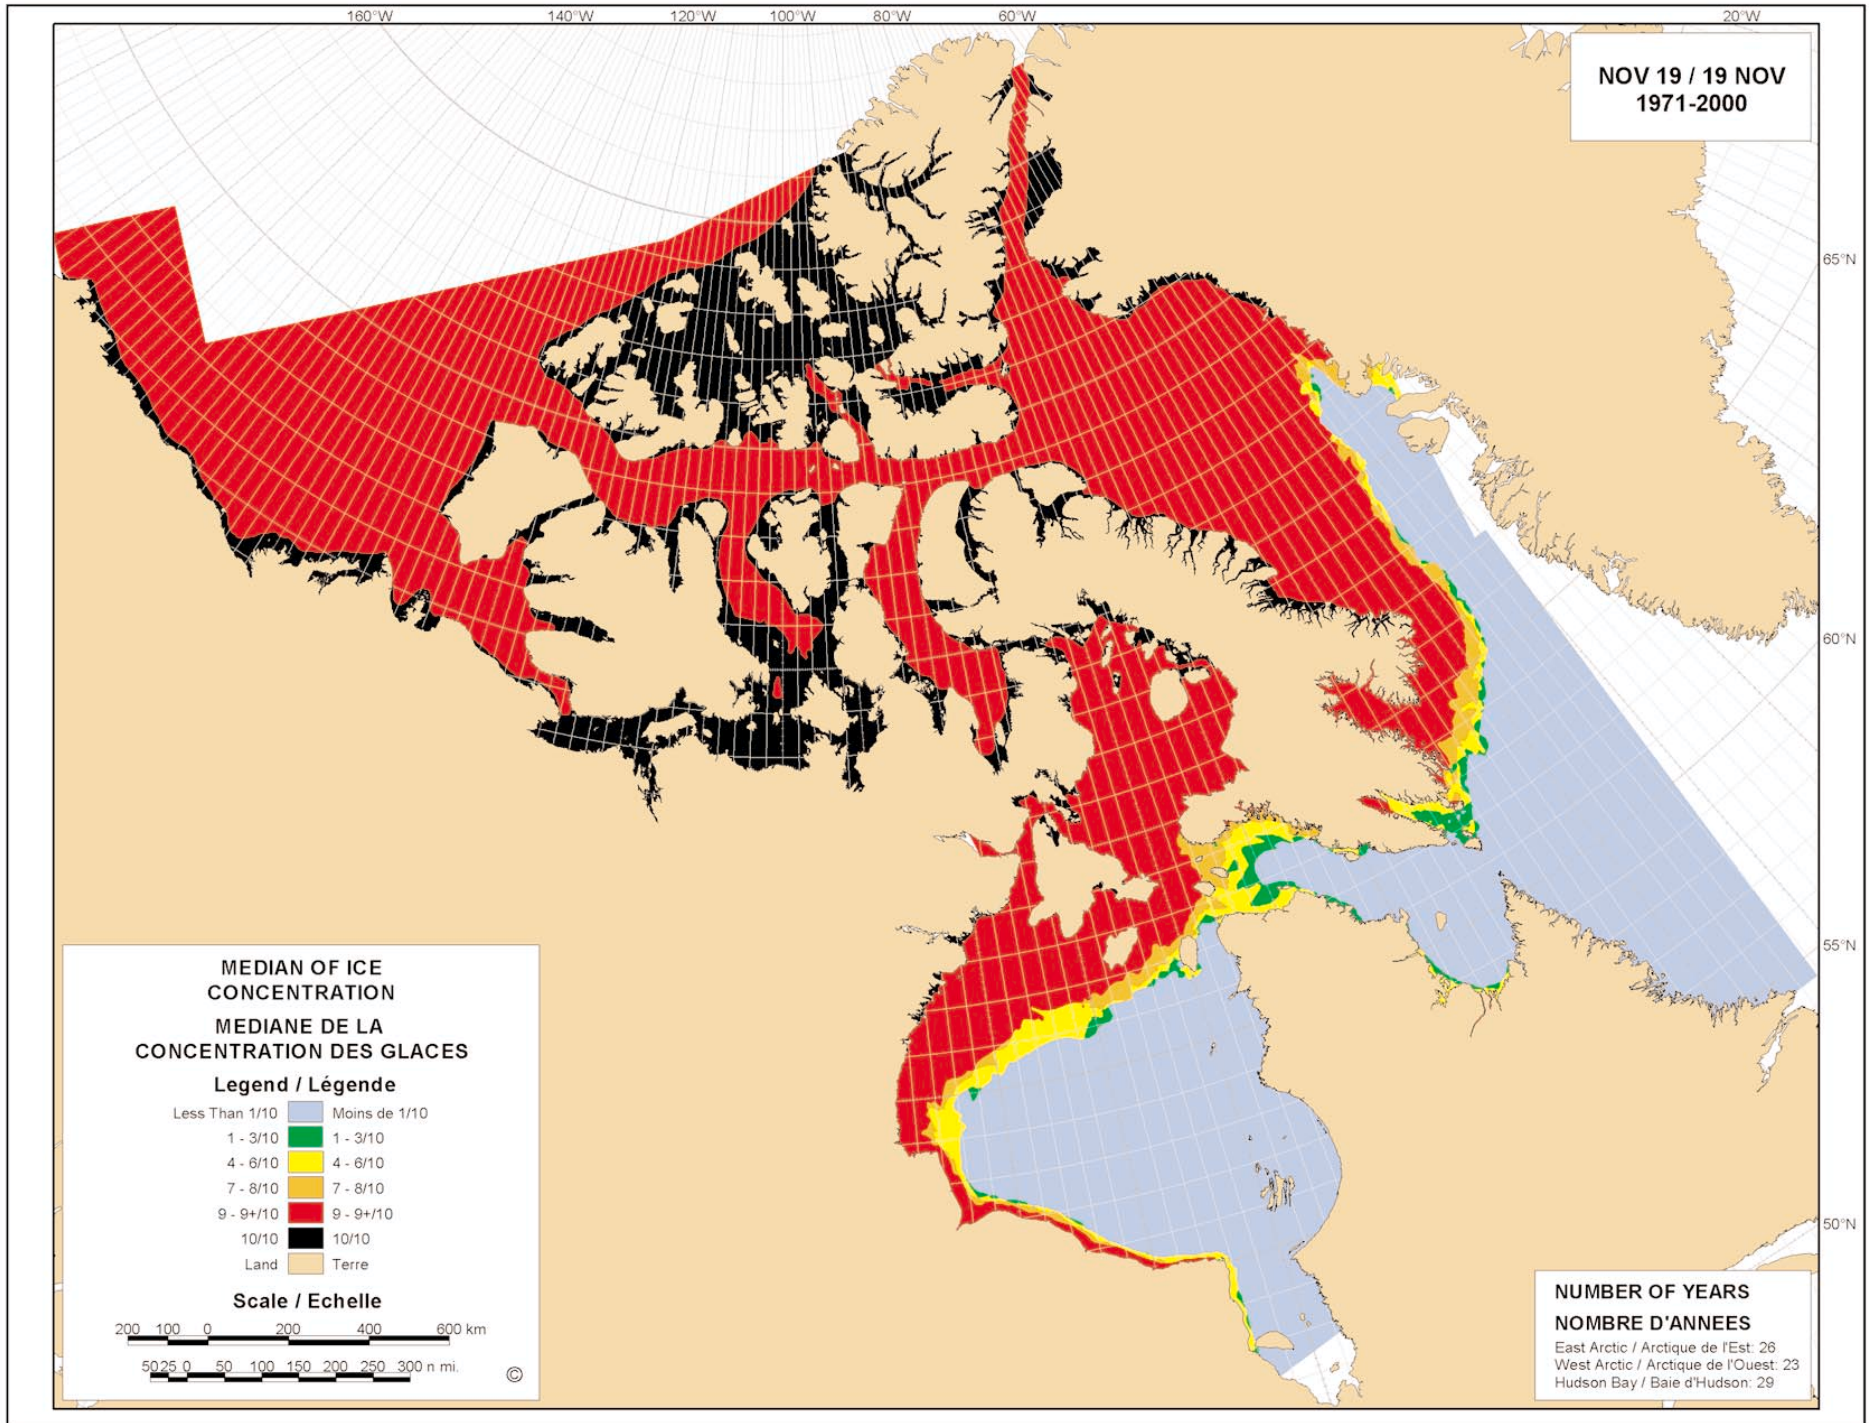 160°W 140°W 120°W 100°W 80°W 60°W 20°W
NOV 19 / 19 NOV
1971-2000
65°N
60°N
55°N
50°N
MEDIAN OF ICE
CONCENTRATION
MEDIANE DE LA
CONCENTRATION DES GLACES
Legend / Légende
Less Than 1/10 Moins de 1/10
1 - 3/10 1 - 3/10
4 - 6/10 4 - 6/10
7 - 8/10 7 - 8/10
9 - 9+/10 9 - 9+/10
10/10 10/10
Land Terre
Scale / Echelle
200 100 0 200 400 600 km
50 25 0 50 100 150 200 250 300 n mi.
©
NUMBER OF YEARS
NOMBRE D'ANNEES
East Arctic / Arctique de l'Est: 26
West Arctic / Arctique de l'Ouest: 23
Hudson Bay / Baie d'Hudson: 29